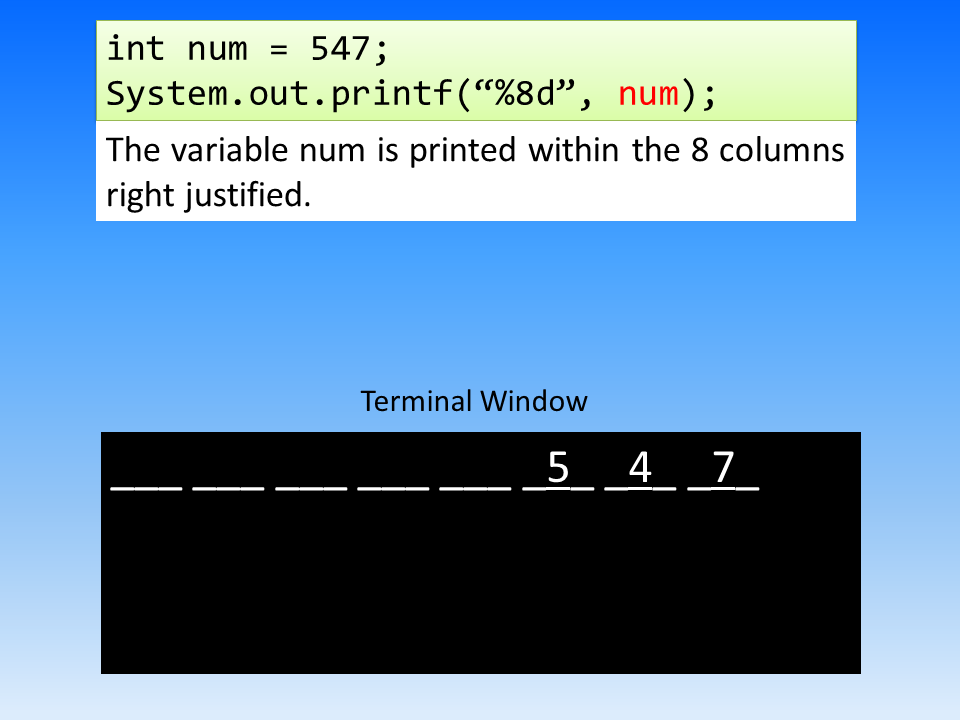 int num = 547;
System.out.printf(“%8d”, num);
The variable num is printed within the 8 columns
right justified.
Terminal Window
___ ___ ___ ___ ___ _5_ _4_ _7_